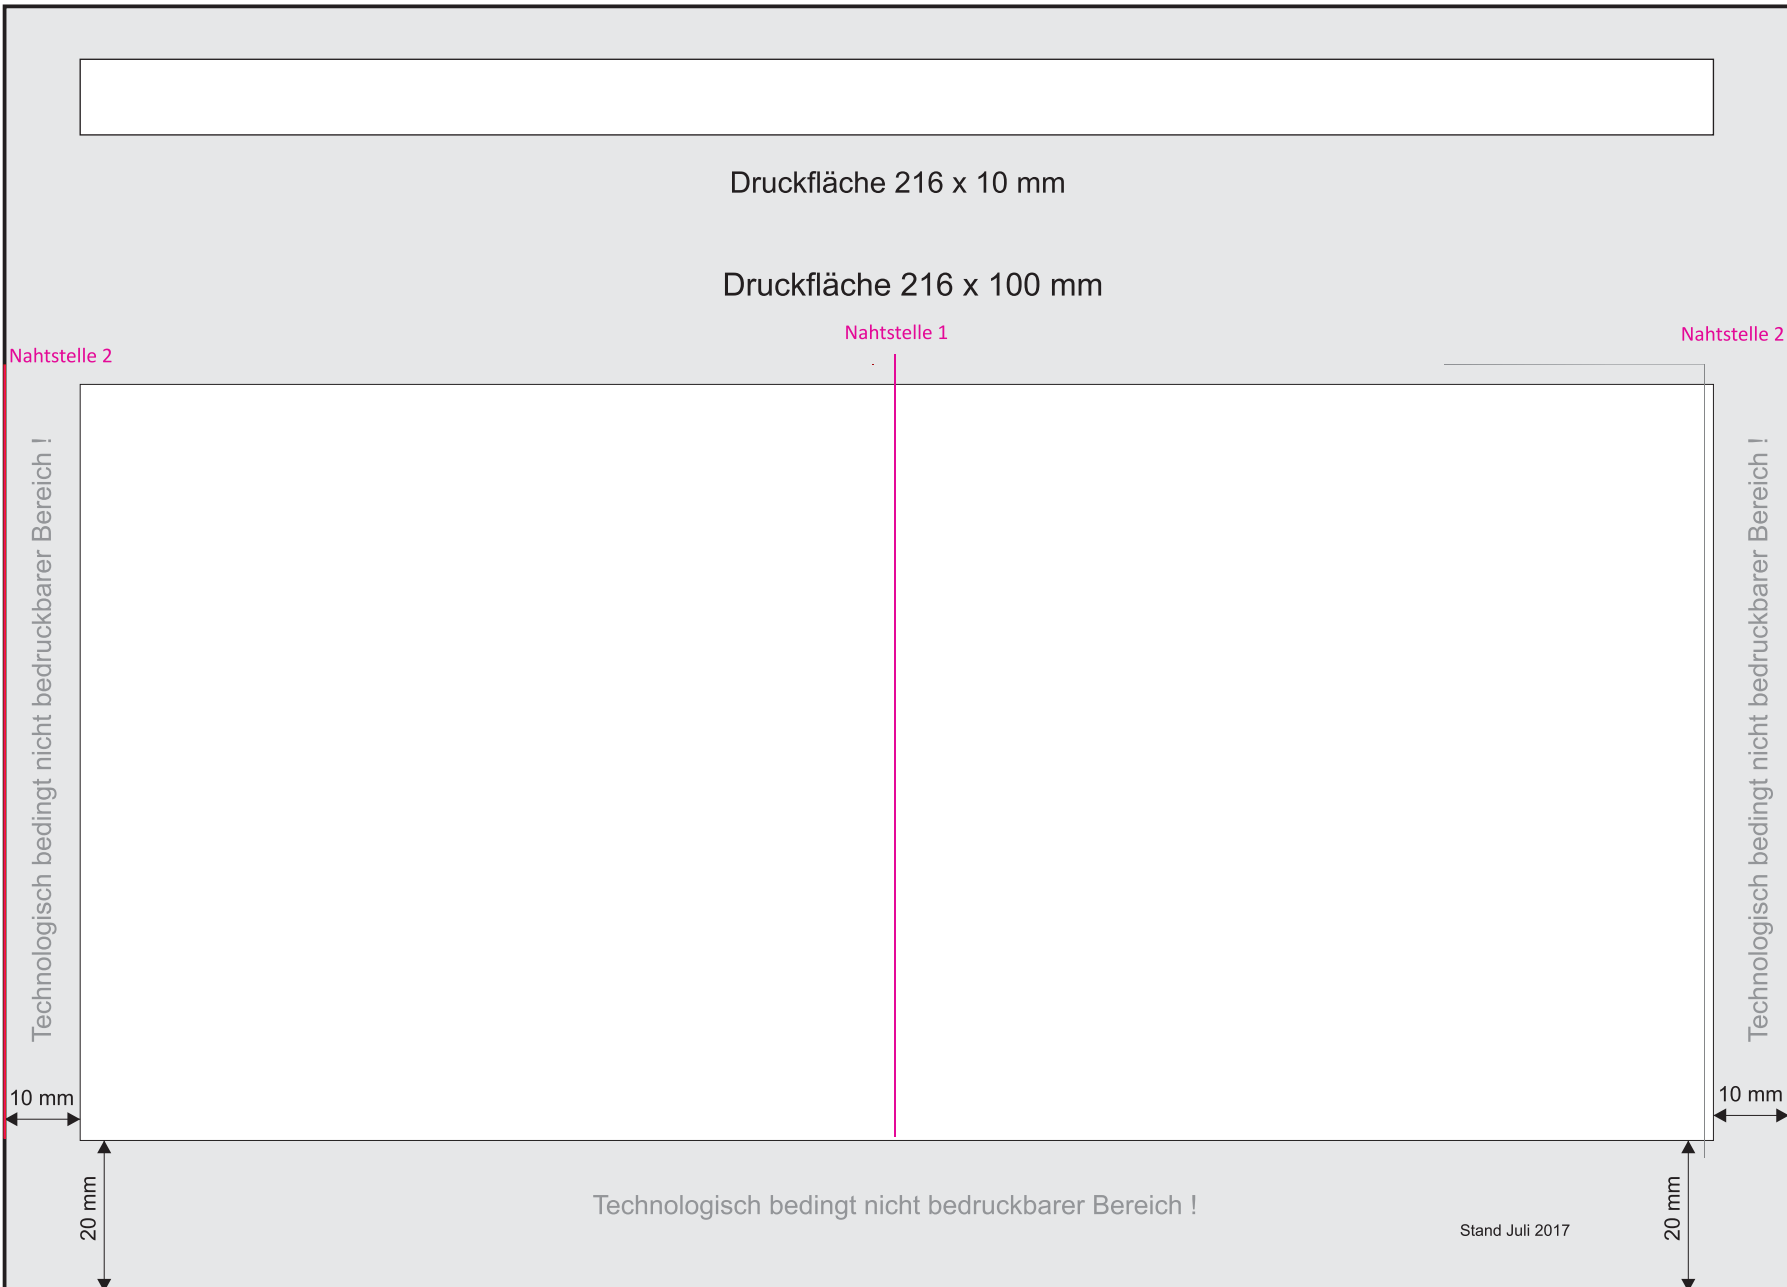 Druckfläche 216 x 10 mm
Druckfläche 216 x 100 mm
Nahtstelle 1
Nahtstelle 2
Nahtstelle 2
Technologisch bedingt nicht bedruckbarer Bereich !
Technologisch bedingt nicht bedruckbarer Bereich !
10 mm
10 mm
20 mm
Technologisch bedingt nicht bedruckbarer Bereich !
20 mm
Stand Juli 2017